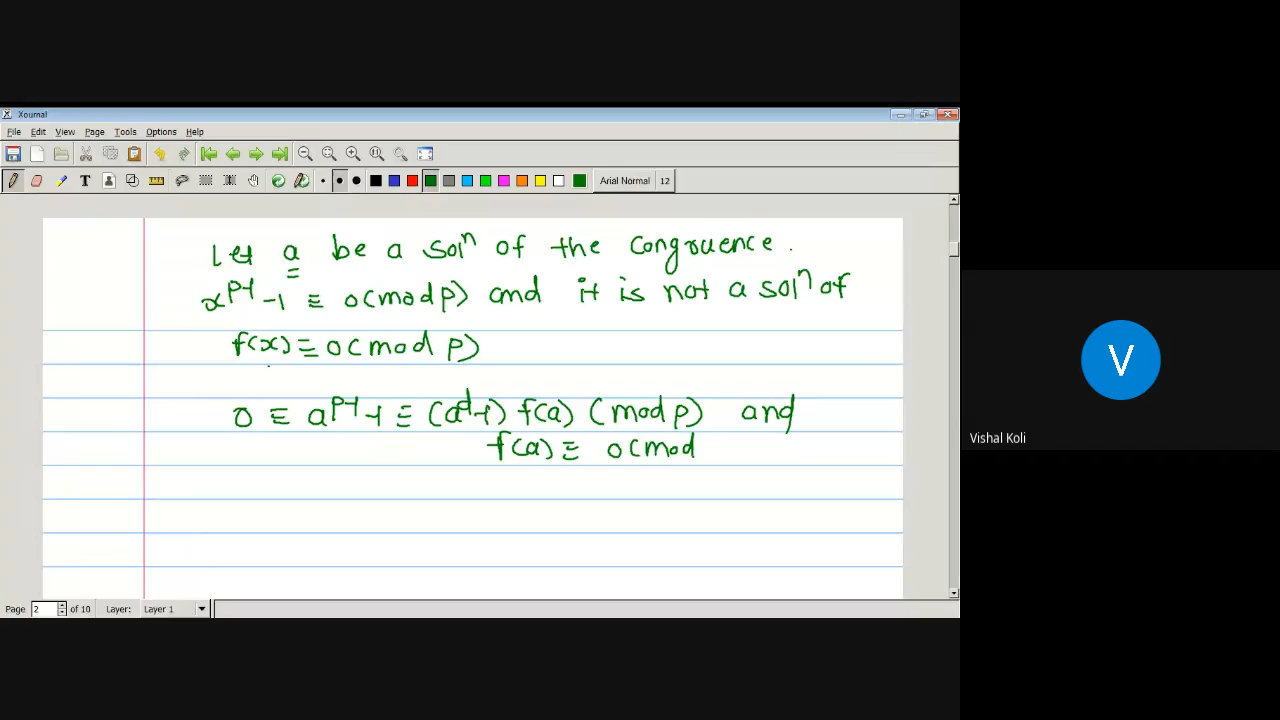 Xournal
File Edit View Page Tools Options Help
T Arial Normal 12
Let a be a solⁿ of the congruence.
x^{p-1} -1 ≡ 0(mod p) and it is not a solⁿ of
f(x) ≡ 0(mod p)
0 ≡ a^{p-1} -1 ≡ (a^d -1) f(a) (mod p) and
f(a) ≡ 0(mod
Page 2 of 10 Layer: Layer 1
V
Vishal Koli